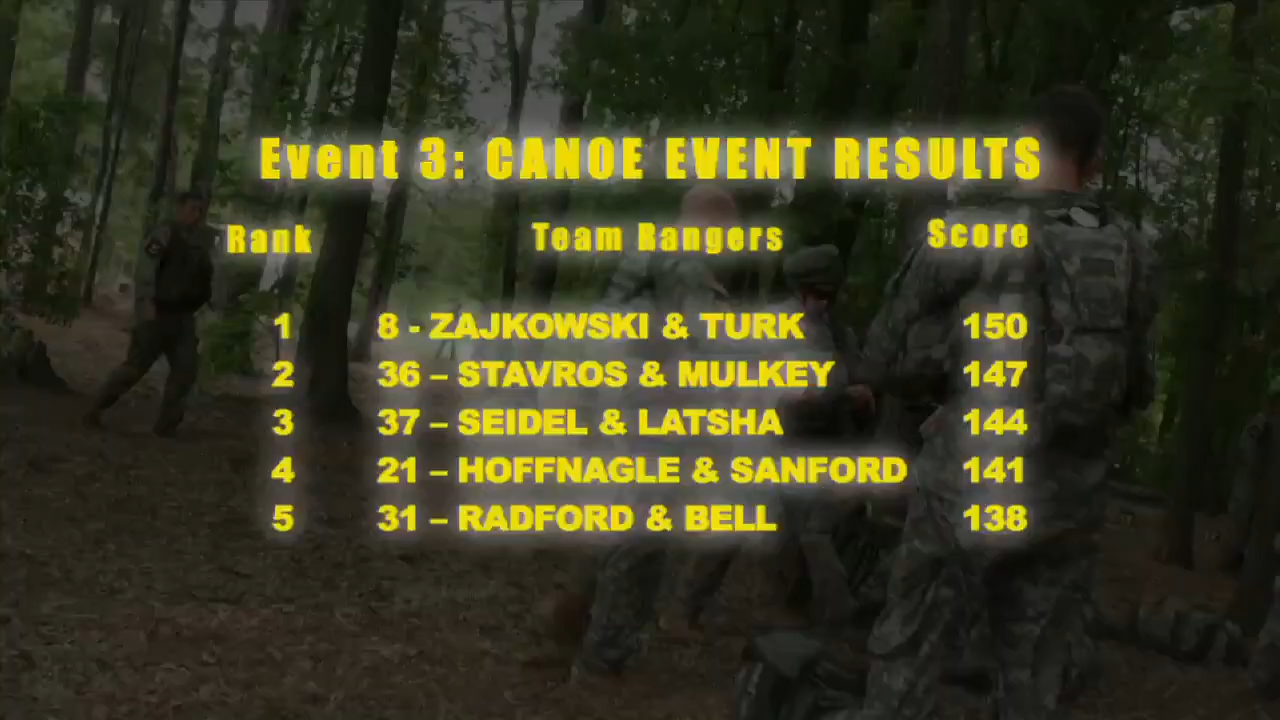 Event 3: CANOE EVENT RESULTS
Rank Team Rangers Score
1 8 - ZAJKOWSKI & TURK 150
2 36 – STAVROS & MULKEY 147
3 37 – SEIDEL & LATSHA 144
4 21 – HOFFNAGLE & SANFORD 141
5 31 – RADFORD & BELL 138